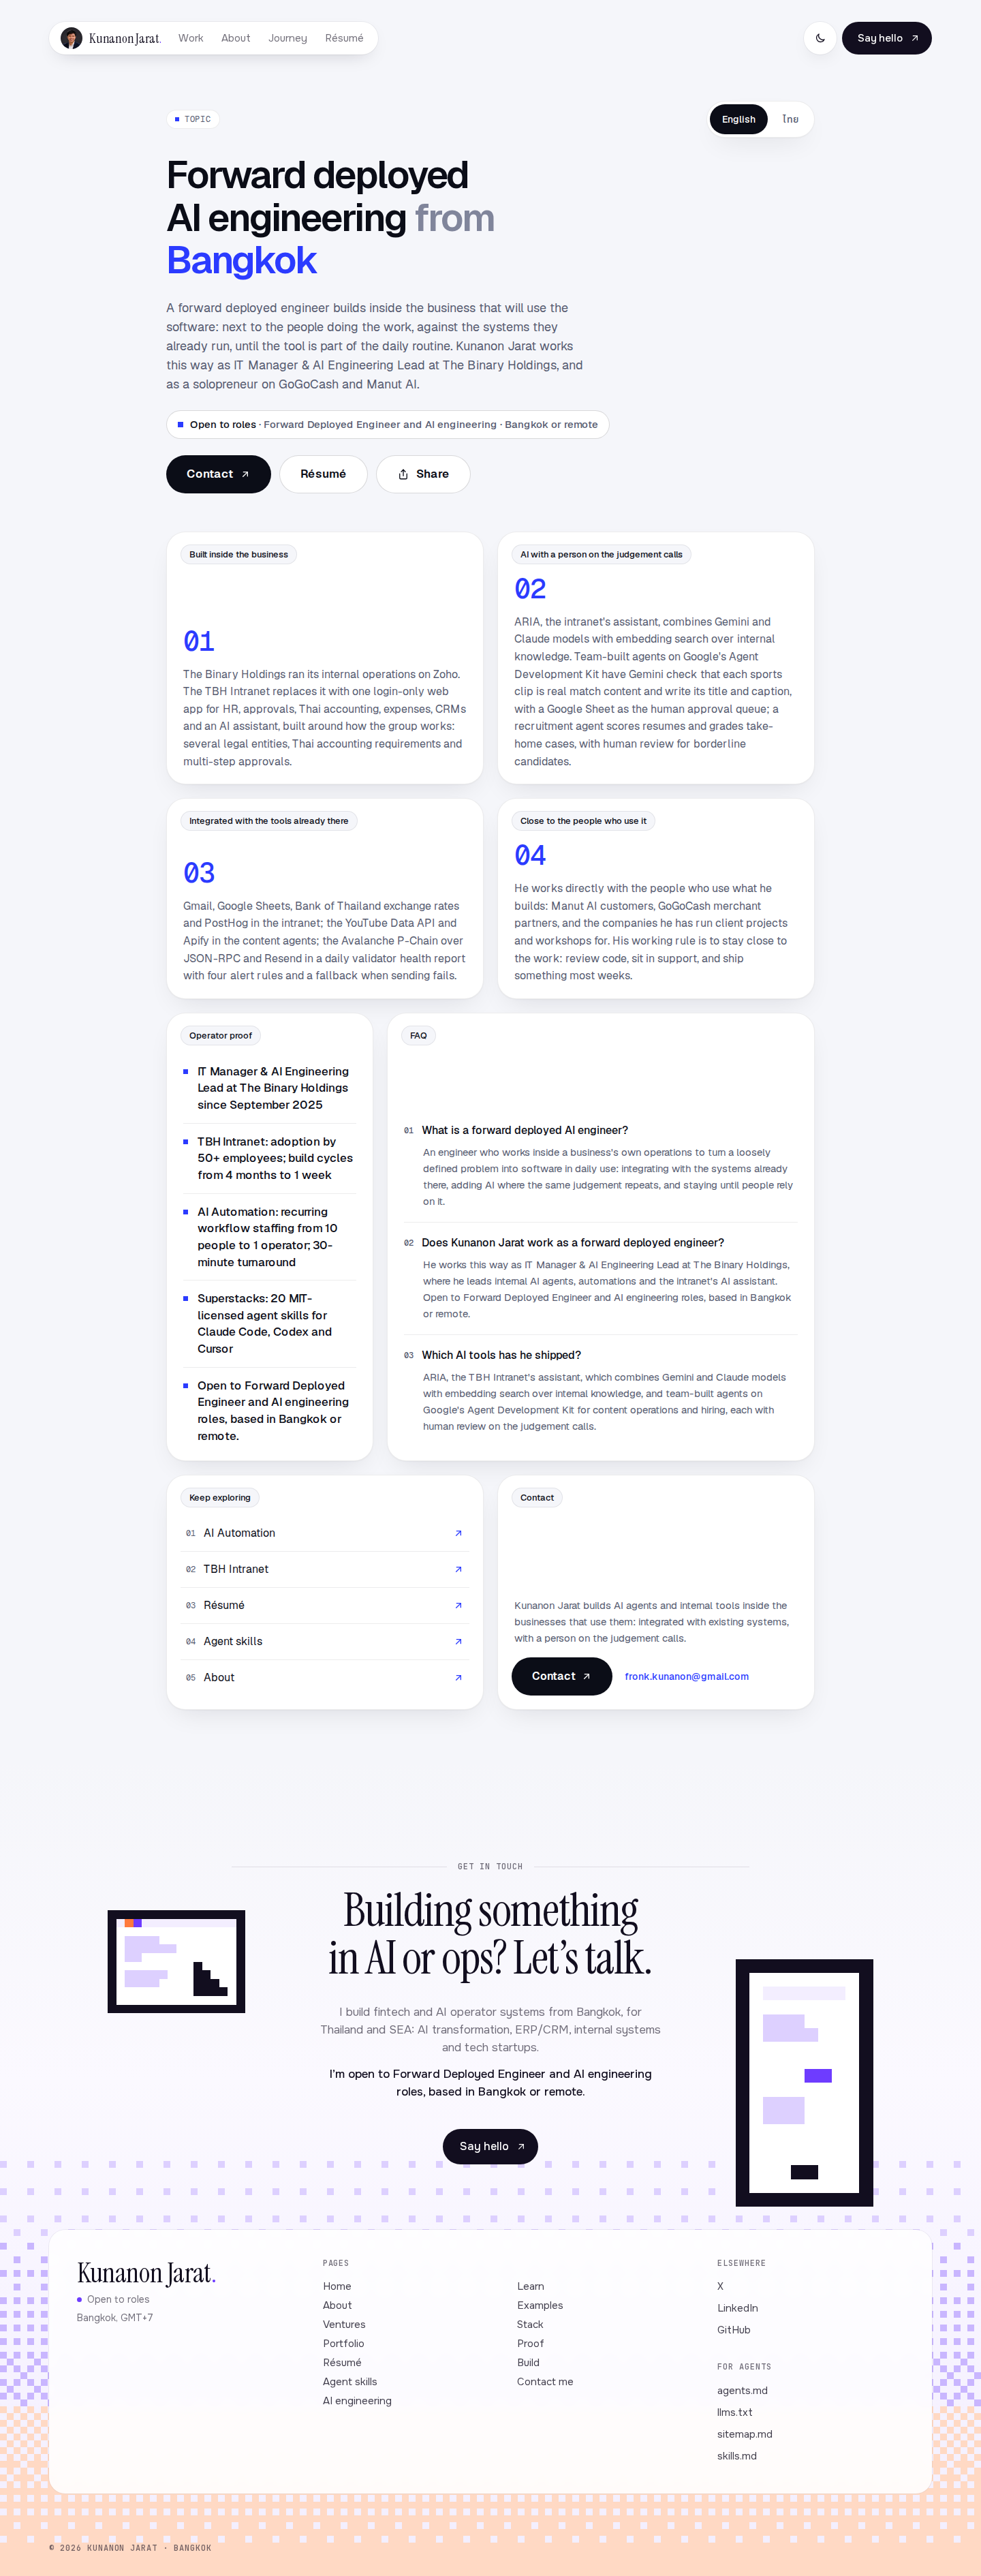 Kunanon Jarat.
Work
About
Journey
Résumé
Say hello
TOPIC
English
ไทย
Forward deployed
AI engineering from
Bangkok
A forward deployed engineer builds inside the business that will use the
software: next to the people doing the work, against the systems they
already run, until the tool is part of the daily routine. Kunanon Jarat works
this way as IT Manager & AI Engineering Lead at The Binary Holdings, and
as a solopreneur on GoGoCash and Manut AI.
Open to roles · Forward Deployed Engineer and AI engineering · Bangkok or remote
Contact
Résumé
Share
Built inside the business
01
The Binary Holdings ran its internal operations on Zoho.
The TBH Intranet replaces it with one login-only web
app for HR, approvals, Thai accounting, expenses, CRMs
and an AI assistant, built around how the group works:
several legal entities, Thai accounting requirements and
multi-step approvals.
AI with a person on the judgement calls
02
ARIA, the intranet's assistant, combines Gemini and
Claude models with embedding search over internal
knowledge. Team-built agents on Google's Agent
Development Kit have Gemini check that each sports
clip is real match content and write its title and caption,
with a Google Sheet as the human approval queue; a
recruitment agent scores resumes and grades take-
home cases, with human review for borderline
candidates.
Integrated with the tools already there
03
Gmail, Google Sheets, Bank of Thailand exchange rates
and PostHog in the intranet; the YouTube Data API and
Apify in the content agents; the Avalanche P-Chain over
JSON-RPC and Resend in a daily validator health report
with four alert rules and a fallback when sending fails.
Close to the people who use it
04
He works directly with the people who use what he
builds: Manut AI customers, GoGoCash merchant
partners, and the companies he has run client projects
and workshops for. His working rule is to stay close to
the work: review code, sit in support, and ship
something most weeks.
Operator proof
IT Manager & AI Engineering
Lead at The Binary Holdings
since September 2025
TBH Intranet: adoption by
50+ employees; build cycles
from 4 months to 1 week
AI Automation: recurring
workflow staffing from 10
people to 1 operator; 30-
minute turnaround
Superstacks: 20 MIT-
licensed agent skills for
Claude Code, Codex and
Cursor
Open to Forward Deployed
Engineer and AI engineering
roles, based in Bangkok or
remote.
FAQ
01 What is a forward deployed AI engineer?
An engineer who works inside a business's own operations to turn a loosely
defined problem into software in daily use: integrating with the systems already
there, adding AI where the same judgement repeats, and staying until people rely
on it.
02 Does Kunanon Jarat work as a forward deployed engineer?
He works this way as IT Manager & AI Engineering Lead at The Binary Holdings,
where he leads internal AI agents, automations and the intranet's AI assistant.
Open to Forward Deployed Engineer and AI engineering roles, based in Bangkok
or remote.
03 Which AI tools has he shipped?
ARIA, the TBH Intranet's assistant, which combines Gemini and Claude models
with embedding search over internal knowledge, and team-built agents on
Google's Agent Development Kit for content operations and hiring, each with
human review on the judgement calls.
Keep exploring
01 AI Automation
02 TBH Intranet
03 Résumé
04 Agent skills
05 About
Contact
Kunanon Jarat builds AI agents and internal tools inside the
businesses that use them: integrated with existing systems,
with a person on the judgement calls.
Contact
fronk.kunanon@gmail.com
GET IN TOUCH
Building something
in AI or ops? Let's talk.
I build fintech and AI operator systems from Bangkok, for
Thailand and SEA: AI transformation, ERP/CRM, internal systems
and tech startups.
I'm open to Forward Deployed Engineer and AI engineering
roles, based in Bangkok or remote.
Say hello
Kunanon Jarat.
Open to roles
Bangkok, GMT+7
PAGES
Home
About
Ventures
Portfolio
Résumé
Agent skills
AI engineering
Learn
Examples
Stack
Proof
Build
Contact me
ELSEWHERE
X
LinkedIn
GitHub
FOR AGENTS
agents.md
llms.txt
sitemap.md
skills.md
© 2026 KUNANON JARAT · BANGKOK